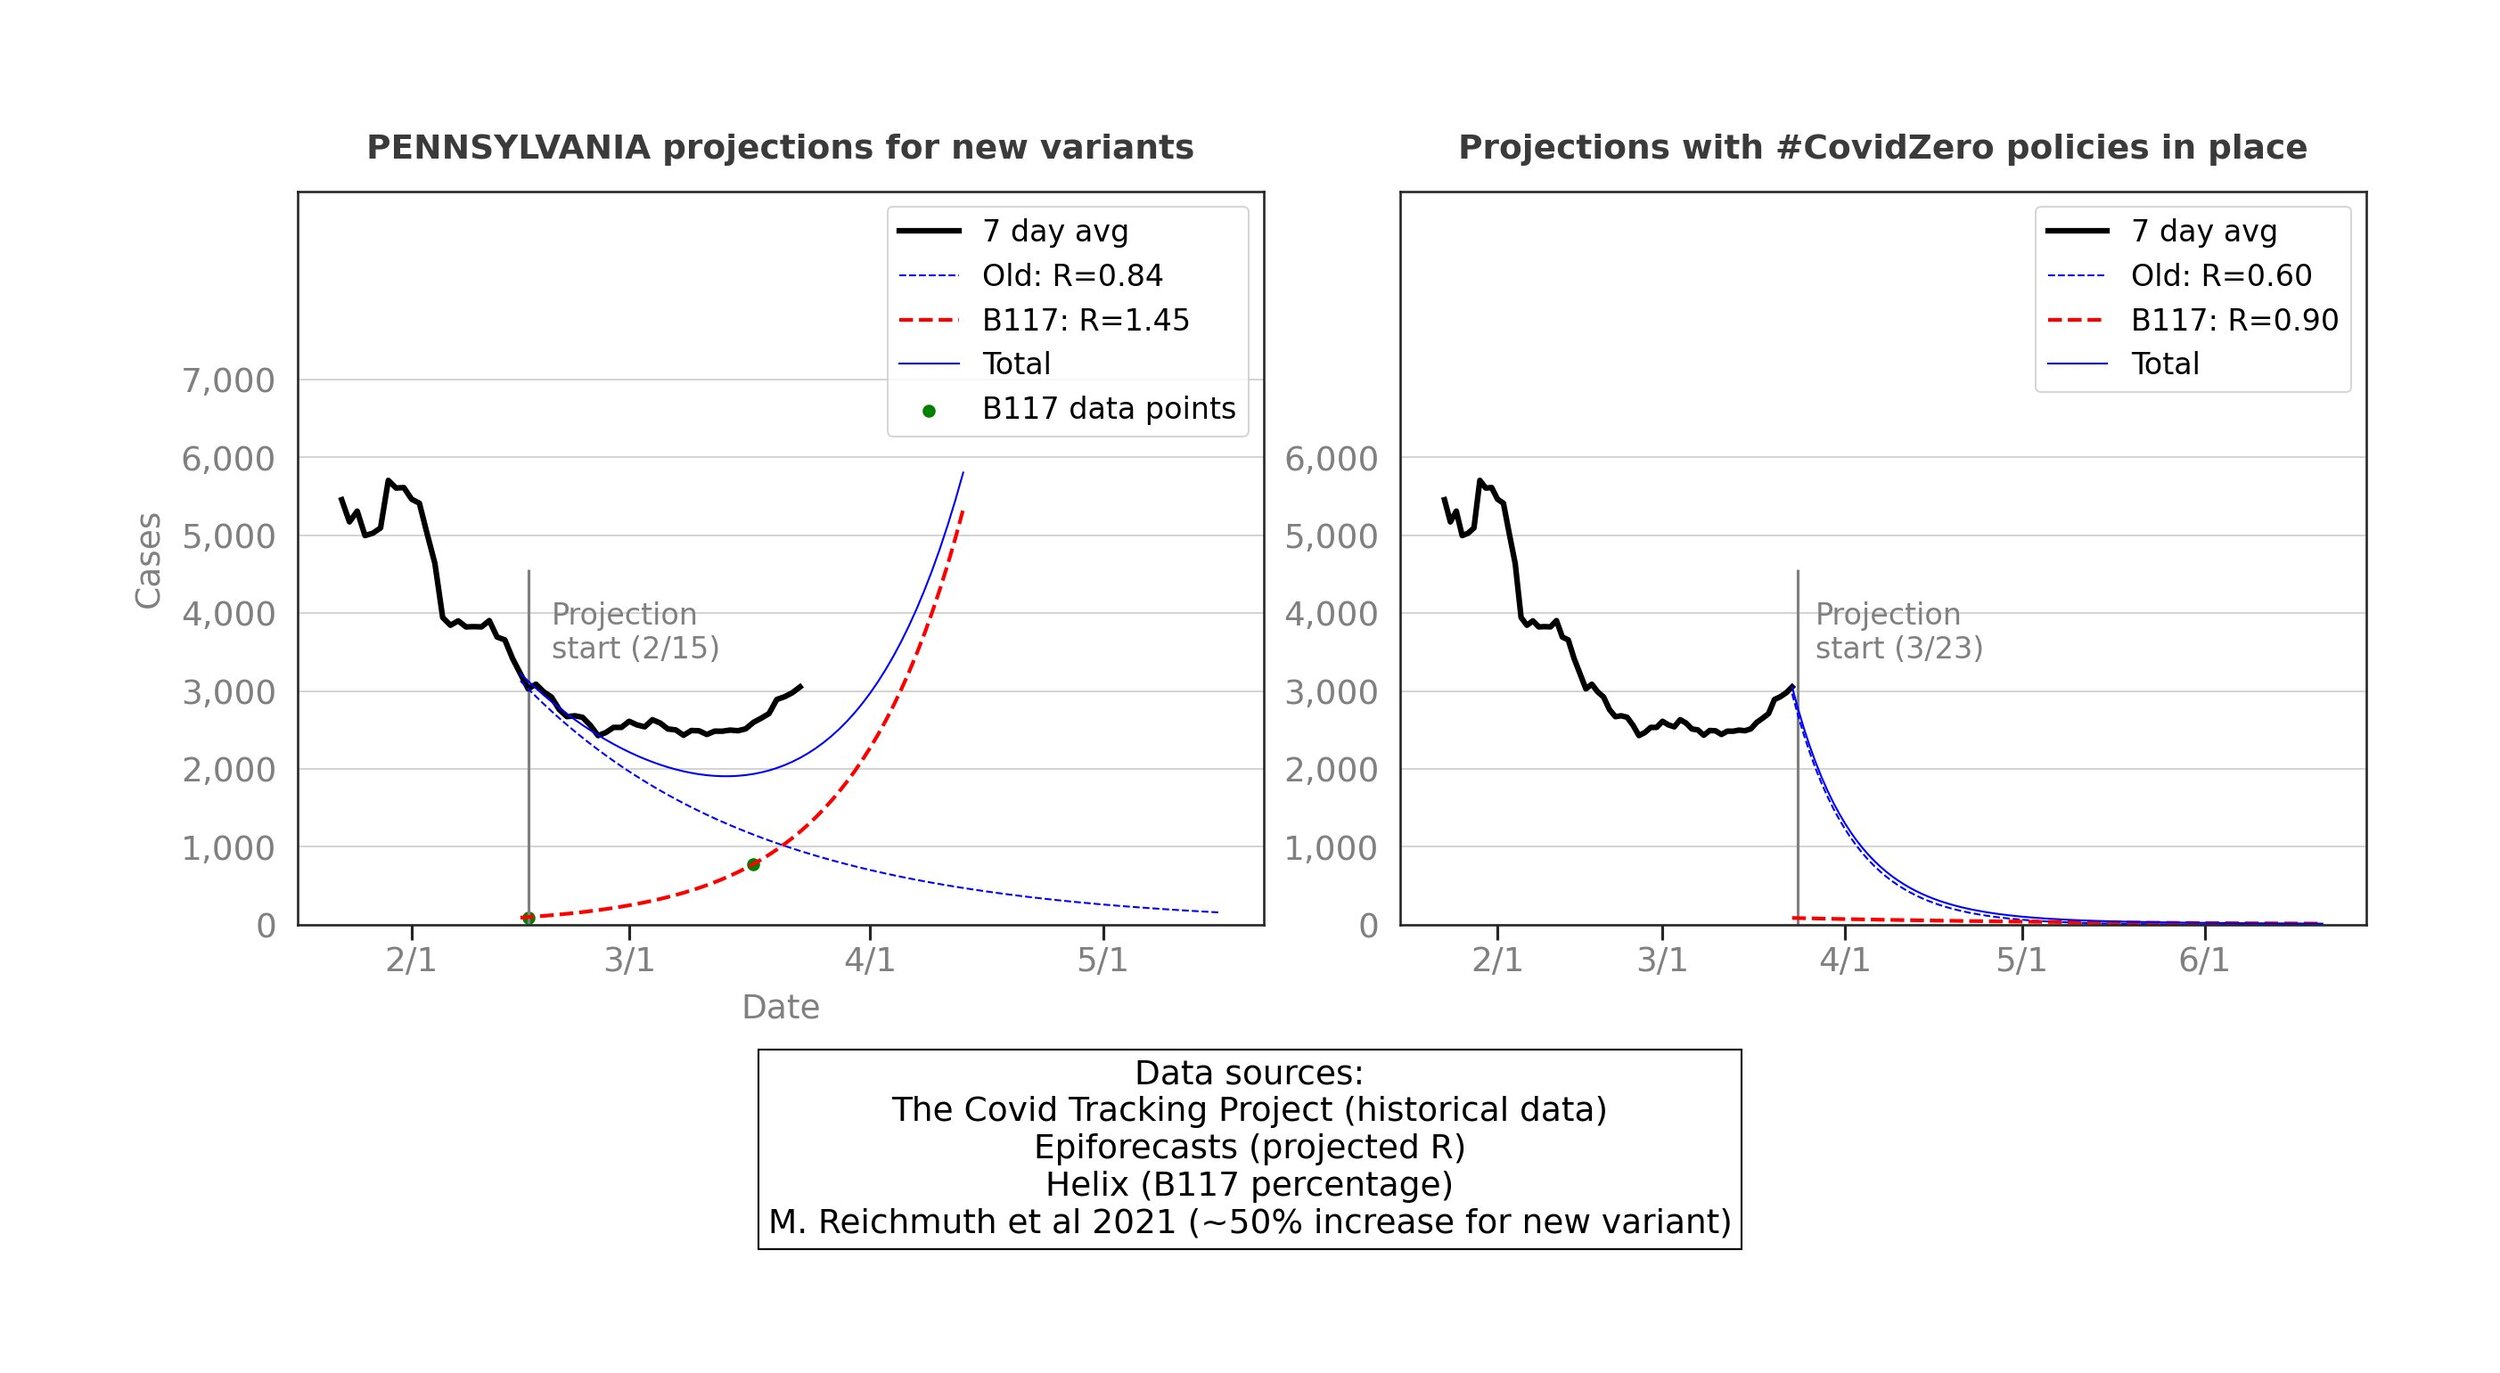 PENNSYLVANIA projections for new variants
7 day avg
Old: R=0.84
B117: R=1.45
Total
B117 data points
7,000
6,000
5,000
4,000
3,000
2,000
1,000
0
Cases
Projection
start (2/15)
2/1
3/1
4/1
5/1
Date
Projections with #CovidZero policies in place
7 day avg
Old: R=0.60
B117: R=0.90
Total
6,000
5,000
4,000
3,000
2,000
1,000
0
Projection
start (3/23)
2/1
3/1
4/1
5/1
6/1
Data sources:
The Covid Tracking Project (historical data)
Epiforecasts (projected R)
Helix (B117 percentage)
M. Reichmuth et al 2021 (~50% increase for new variant)